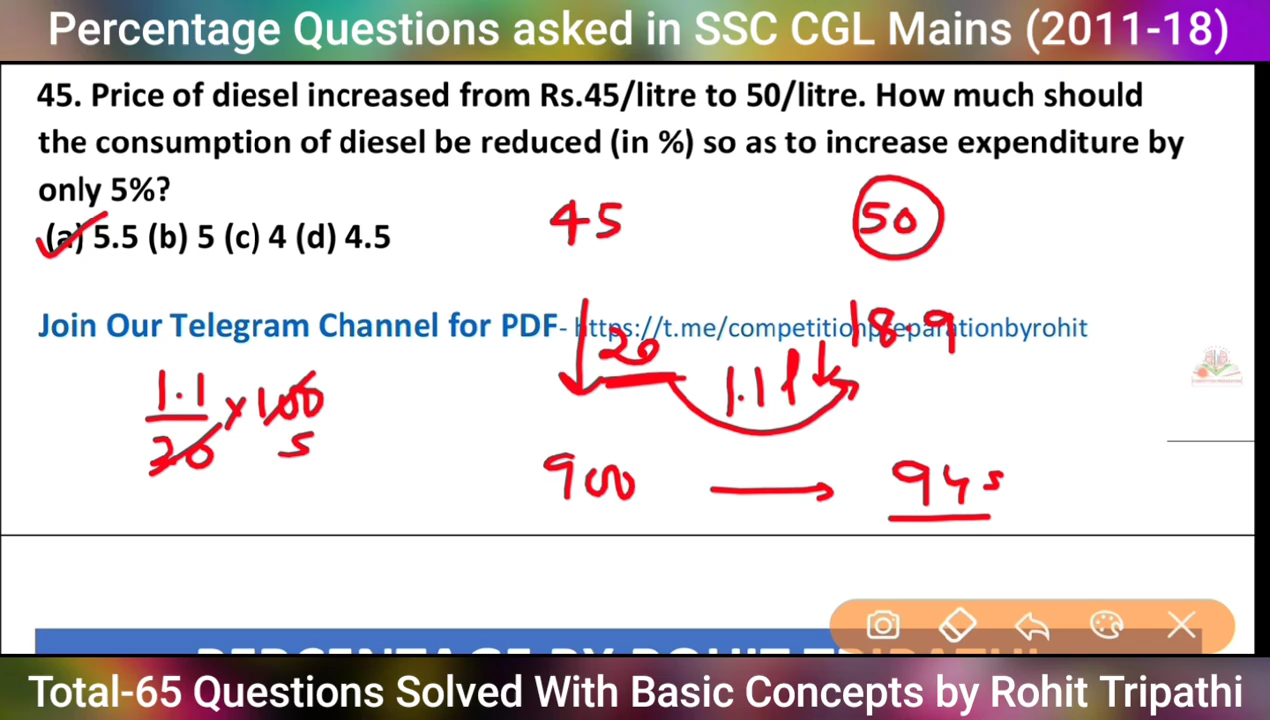 Percentage Questions asked in SSC CGL Mains (2011-18)
45. Price of diesel increased from Rs.45/litre to 50/litre. How much should
the consumption of diesel be reduced (in %) so as to increase expenditure by
only 5%?
(a) 5.5 (b) 5 (c) 4 (d) 4.5
45 50
Join Our Telegram Channel for PDF- https://t.me/competitionpreparationbyrohit
20 18.9
1.1 l
1.1/20 × 100
5
900 → 945
PERCENTAGE BY ROHIT TRIPATHI
Total-65 Questions Solved With Basic Concepts by Rohit Tripathi